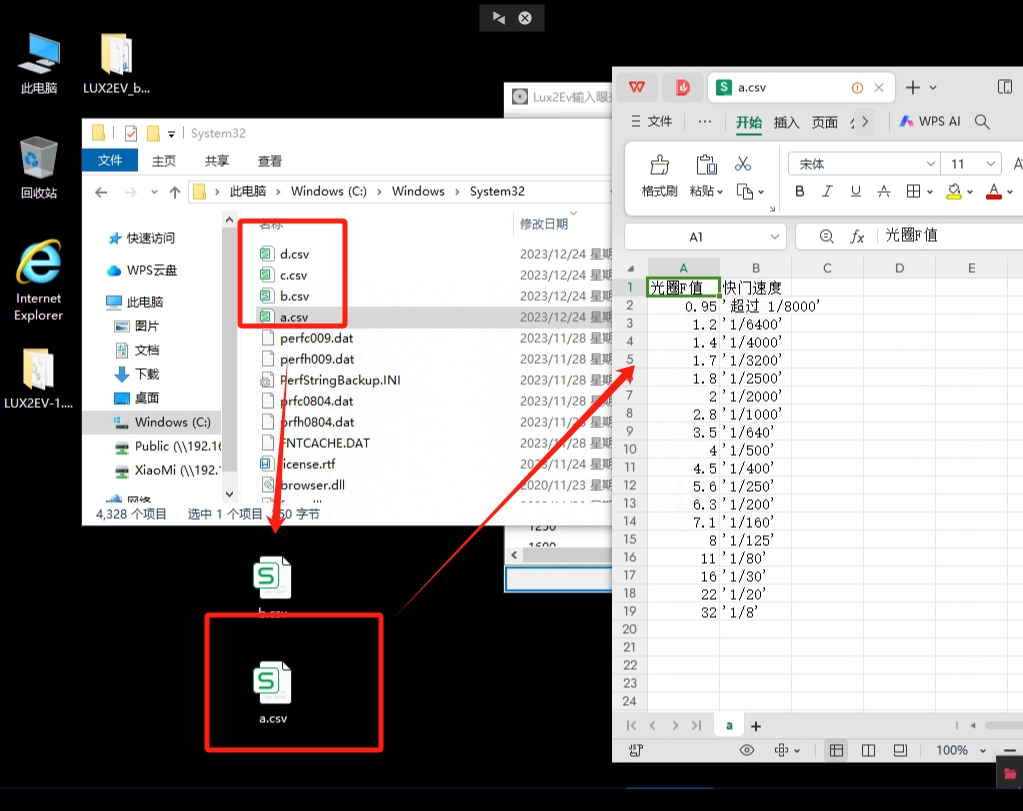 此电脑
LUX2EV_b...
回收站
Internet
Explorer
LUX2EV-1....
Lux2Ev输入曝
System32
文件 主页 共享 查看
此电脑 Windows (C:) Windows System32
名称 修改日期
快速访问
WPS云盘
此电脑
图片
文档
下载
桌面
Windows (C:)
Public (\\192.16
XiaoMi (\\192.
网络
d.csv 2023/12/24 星期
c.csv 2023/12/24 星期
b.csv 2023/12/24 星期
a.csv 2023/12/24 星期
perfc009.dat 2023/11/28 星期
perfh009.dat 2023/11/28 星期
PerfStringBackup.INI 2023/11/28 星期
prfc0804.dat 2023/11/28 星期
prfh0804.dat 2023/11/28 星期
FNTCACHE.DAT 2023/11/28 星期
license.rtf 2023/11/24 星期
browser.dll 2020/11/23 星期
4,328 个项目 选中 1 个项目 字节
1250
1600
b.csv
a.csv
a.csv
文件 ··· 开始 插入 页面 WPS AI
格式刷 粘贴 宋体 11
B I U A A
A1 fx 光圈F值
A B C D E
1 光圈F值 快门速度
2 0.95 '超过 1/8000'
3 1.2 '1/6400'
4 1.4 '1/4000'
5 1.7 '1/3200'
6 1.8 '1/2500'
7 2 '1/2000'
8 2.8 '1/1000'
9 3.5 '1/640'
10 4 '1/500'
11 4.5 '1/400'
12 5.6 '1/250'
13 6.3 '1/200'
14 7.1 '1/160'
15 8 '1/125'
16 11 '1/80'
17 16 '1/30'
18 22 '1/20'
19 32 '1/8'
20
21
22
23
24
a
100%